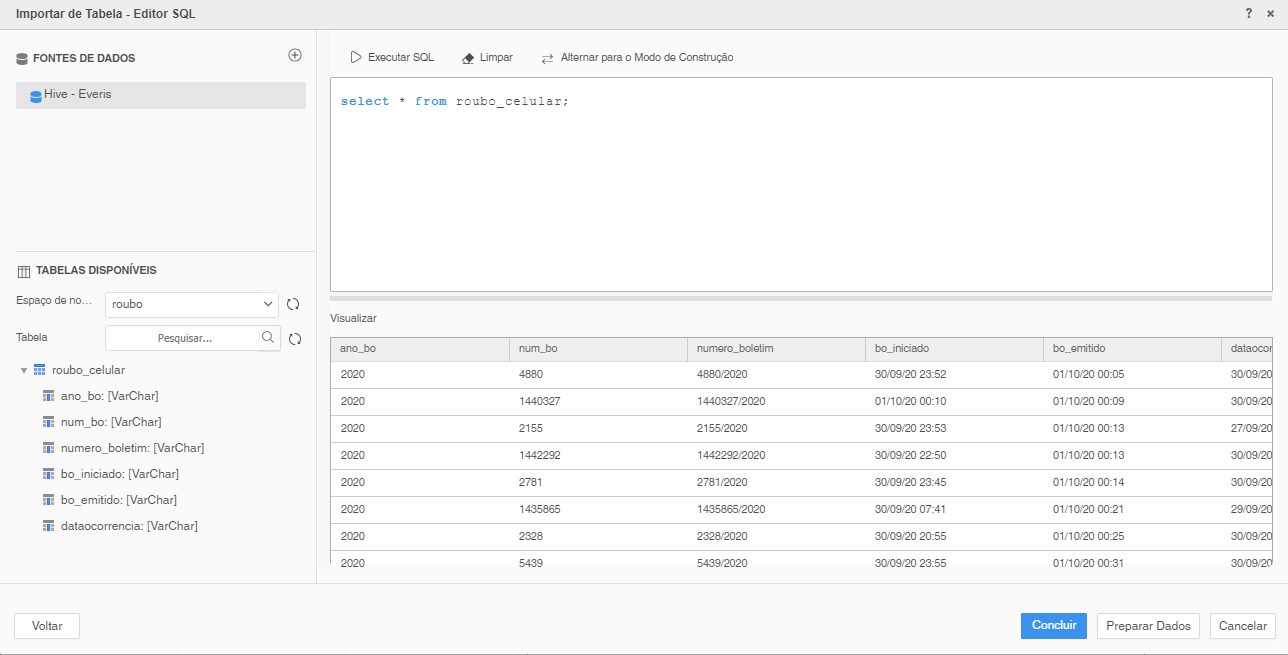 Importar de Tabela - Editor SQL
? ×
FONTES DE DADOS
Hive - Everis
Executar SQL Limpar Alternar para o Modo de Construção
select * from roubo_celular;
TABELAS DISPONÍVEIS
Espaço de no... roubo
Tabela Pesquisar...
roubo_celular
ano_bo: [VarChar]
num_bo: [VarChar]
numero_boletim: [VarChar]
bo_iniciado: [VarChar]
bo_emitido: [VarChar]
dataocorrencia: [VarChar]
Visualizar
ano_bo num_bo numero_boletim bo_iniciado bo_emitido dataocor
2020 4880 4880/2020 30/09/20 23:52 01/10/20 00:05 30/09/20
2020 1440327 1440327/2020 01/10/20 00:10 01/10/20 00:09 30/09/20
2020 2155 2155/2020 30/09/20 23:53 01/10/20 00:13 27/09/20
2020 1442292 1442292/2020 30/09/20 22:50 01/10/20 00:13 30/09/20
2020 2781 2781/2020 30/09/20 23:45 01/10/20 00:14 30/09/20
2020 1435865 1435865/2020 30/09/20 07:41 01/10/20 00:21 29/09/20
2020 2328 2328/2020 30/09/20 20:55 01/10/20 00:25 30/09/20
2020 5439 5439/2020 30/09/20 23:55 01/10/20 00:31 30/09/20
Voltar Concluir Preparar Dados Cancelar